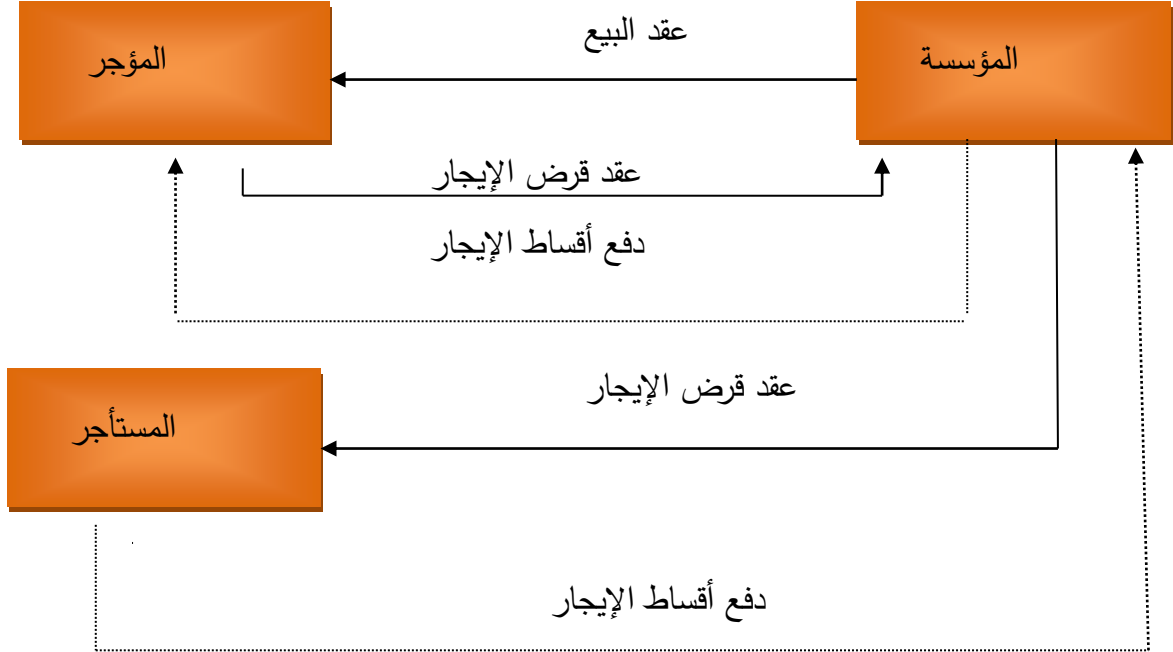 المؤسسة
عقد البيع
المؤجر
عقد قرض الإيجار
دفع أقساط الإيجار
عقد قرض الإيجار
المستأجر
دفع أقساط الإيجار